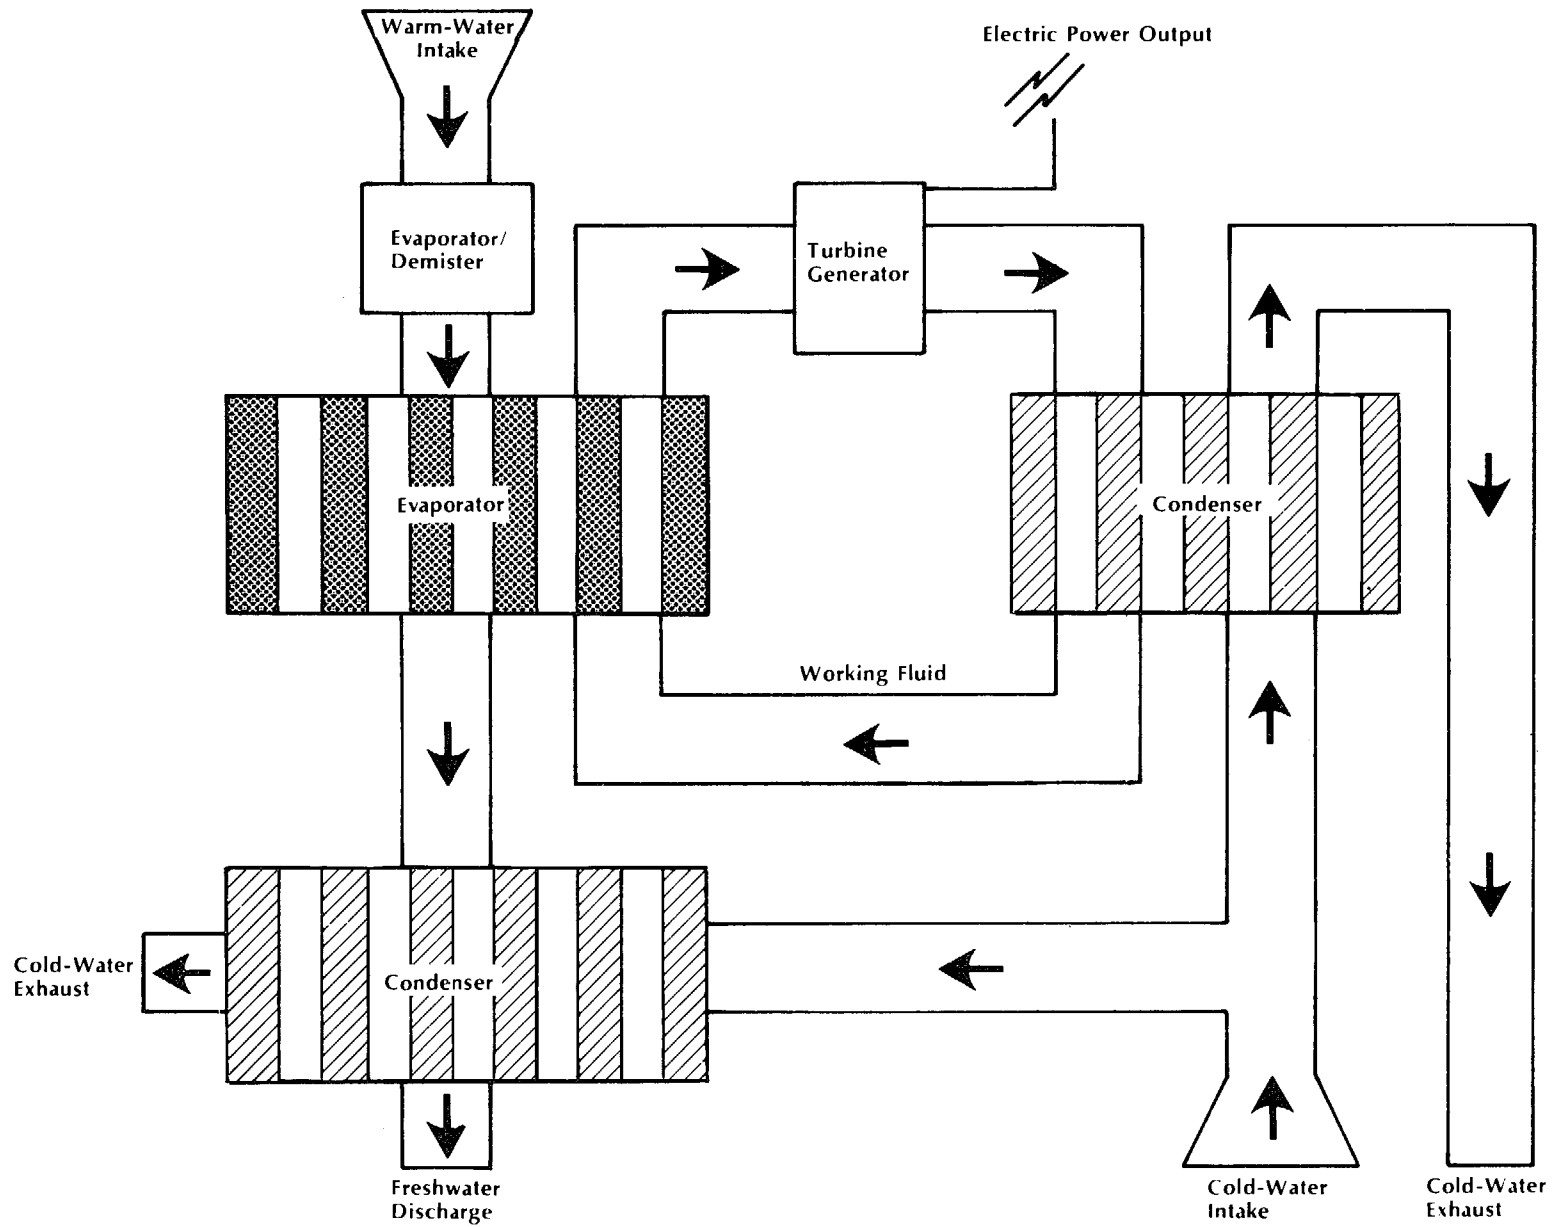 Warm-Water
Intake
Electric Power Output
Evaporator/
Demister
Turbine
Generator
Evaporator
Condenser
Working Fluid
Cold-Water
Exhaust
Condenser
Freshwater
Discharge
Cold-Water
Intake
Cold-Water
Exhaust